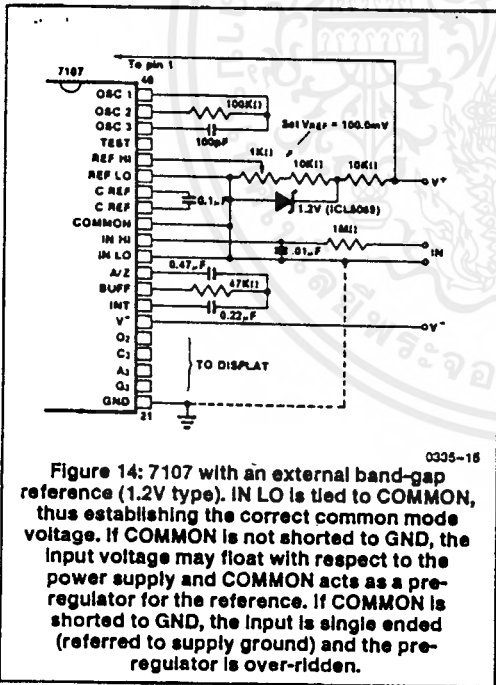 To pin 1
7107
40
OSC 1
OSC 2
OSC 3
TEST
REF HI
REF LO
C REF
C REF
COMMON
IN HI
IN LO
A/Z
BUFF
INT
V⁻
O₂
C₃
A₃
G₃
GND
21
100KΩ
100pF
Set VREF = 100.0mV
1KΩ
10KΩ
10KΩ
V⁺
0.1µF
1.2V (ICL8069)
1MΩ
.01µF
IN
0.47µF
47KΩ
0.22µF
V⁻
TO DISPLAY
0335-16
Figure 14: 7107 with an external band-gap
reference (1.2V type). IN LO is tied to COMMON,
thus establishing the correct common mode
voltage. If COMMON is not shorted to GND, the
input voltage may float with respect to the
power supply and COMMON acts as a pre-
regulator for the reference. If COMMON is
shorted to GND, the input is single ended
(referred to supply ground) and the pre-
regulator is over-ridden.